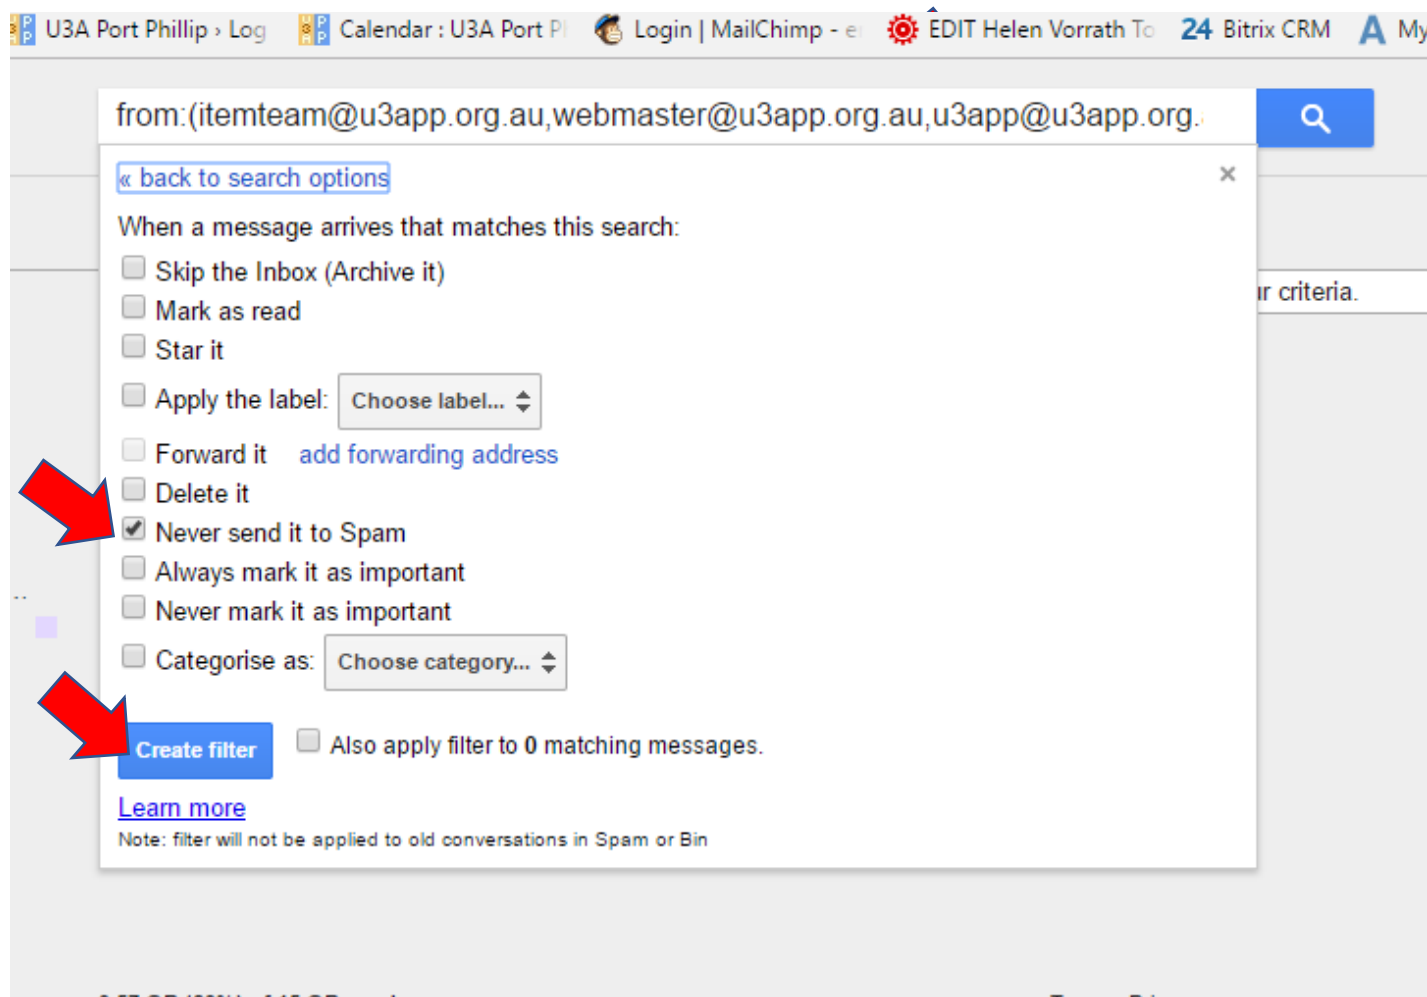 U3A Port Phillip › Log Calendar : U3A Port P Login | MailChimp - e EDIT Helen Vorrath To 24 Bitrix CRM A My
from:(itemteam@u3app.org.au,webmaster@u3app.org.au,u3app@u3app.org.
« back to search options ×
When a message arrives that matches this search:
Skip the Inbox (Archive it)
ur criteria.
Mark as read
Star it
Apply the label: Choose label...
Forward it add forwarding address
Delete it
Never send it to Spam
Always mark it as important
Never mark it as important
Categorise as: Choose category...
Create filter Also apply filter to 0 matching messages.
Learn more
Note: filter will not be applied to old conversations in Spam or Bin